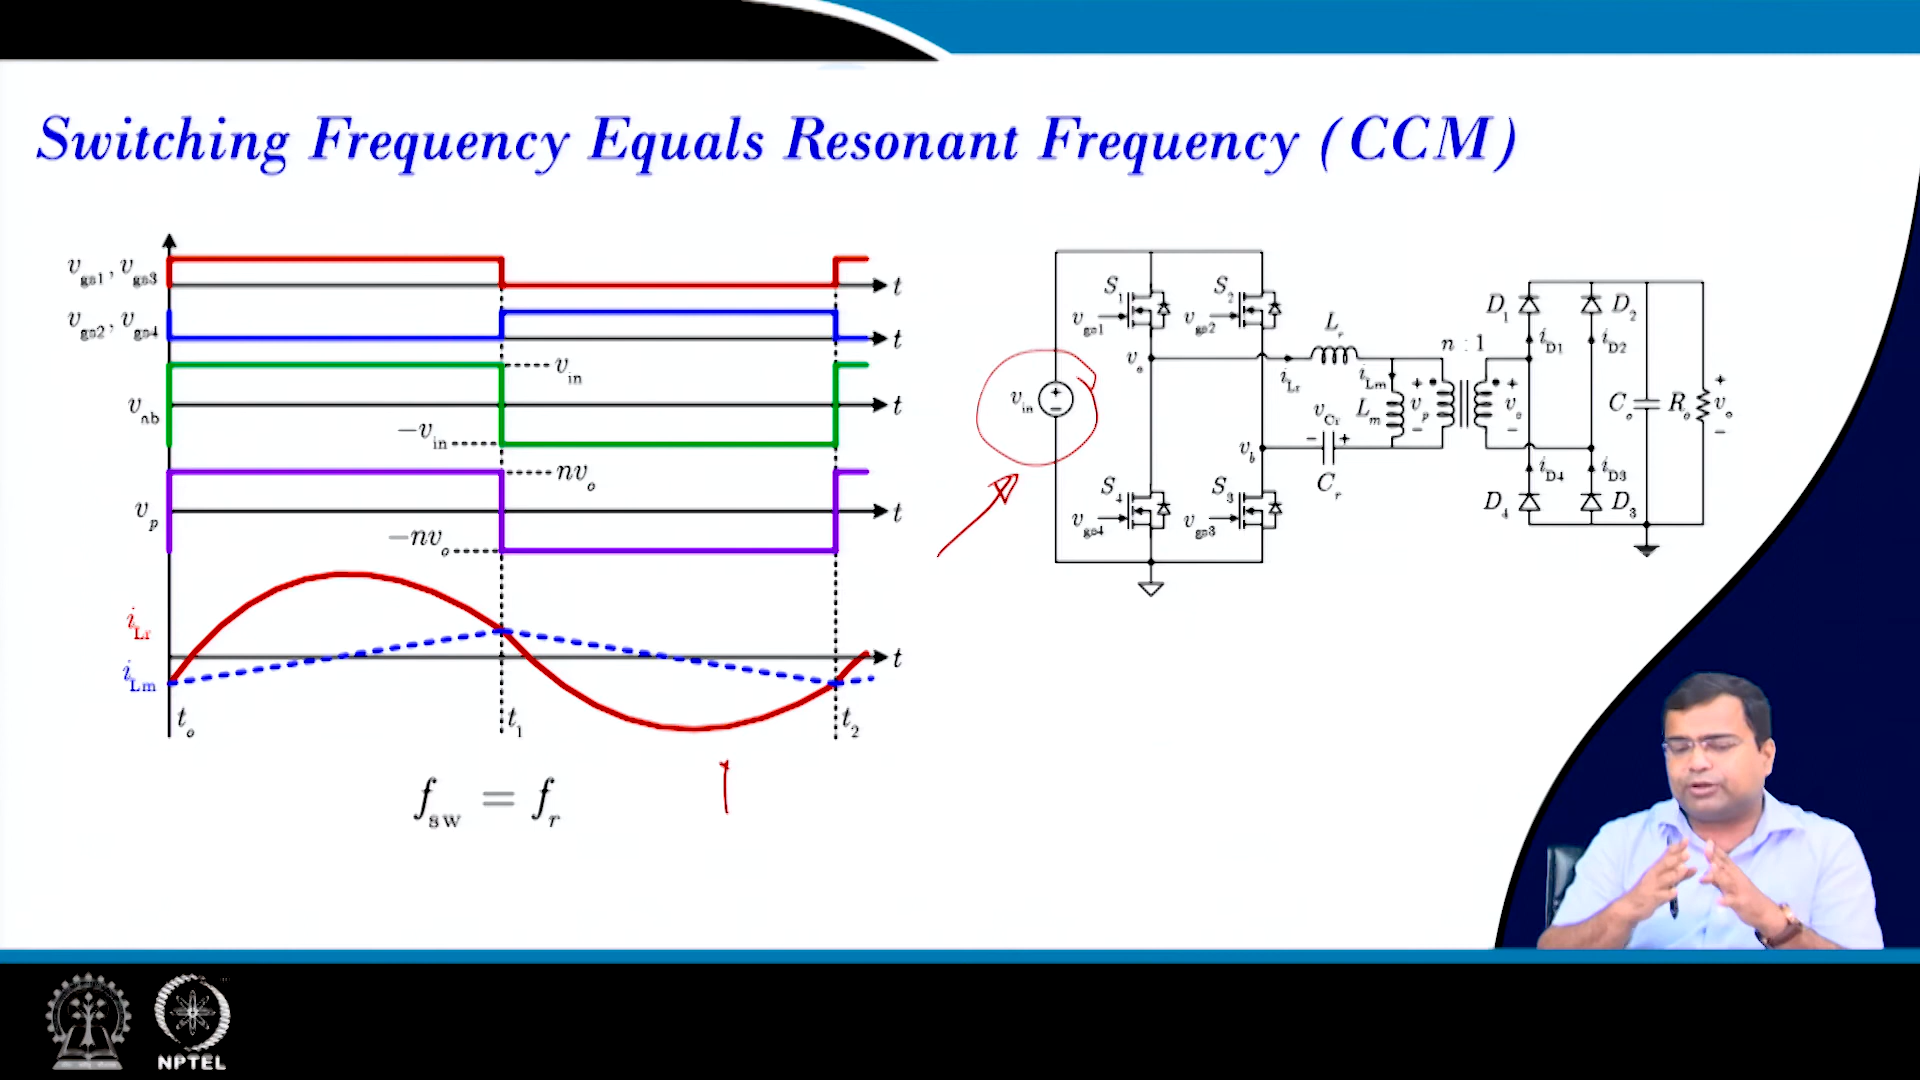 Switching Frequency Equals Resonant Frequency (CCM)
v_gs1, v_gs3
t
v_gs2, v_gs4
t
v_in
v_ab
t
−v_in
nv_o
v_p
t
−nv_o
i_Lr
t
i_Lm
t_o
t_1
t_2
f_sw = f_r
S_1
S_2
v_gs1
v_gs2
L_r
n : 1
D_1
D_2
i_D1
i_D2
v_a
i_Lr
i_Lm
v_in
v_Cr
L_m
+
v_p
−
+
v_s
−
C_o
R_o
+
v_o
−
v_b
− +
C_r
i_D4
i_D3
S_4
S_3
D_4
D_3
v_gs4
v_gs3
NPTEL